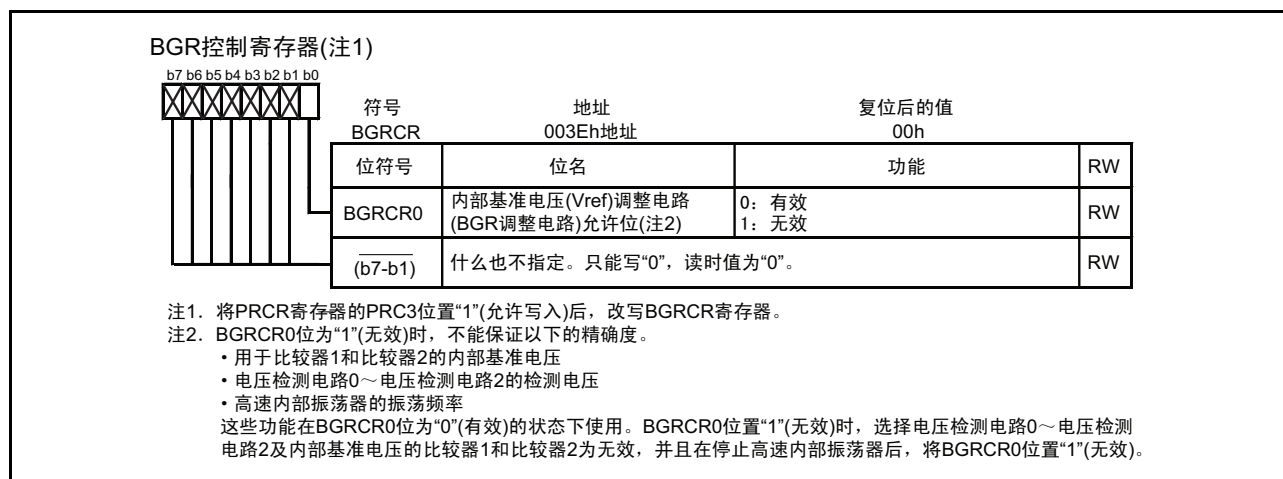 BGR控制寄存器(注1)
b7 b6 b5 b4 b3 b2 b1 b0
符号 地址 复位后的值
BGRCR 003Eh地址 00h
位符号 位名 功能 RW
BGRCR0 内部基准电压(Vref)调整电路 0：有效 RW
(BGR调整电路)允许位(注2) 1：无效
(b7-b1) 什么也不指定。只能写“0”，读时值为“0”。 RW
注1. 将PRCR寄存器的PRC3位置“1”(允许写入)后，改写BGRCR寄存器。
注2. BGRCR0位为“1”(无效)时，不能保证以下的精确度。
• 用于比较器1和比较器2的内部基准电压
• 电压检测电路0～电压检测电路2的检测电压
• 高速内部振荡器的振荡频率
这些功能在BGRCR0位为“0”(有效)的状态下使用。BGRCR0位置“1”(无效)时，选择电压检测电路0～电压检测
电路2及内部基准电压的比较器1和比较器2为无效，并且在停止高速内部振荡器后，将BGRCR0位置“1”(无效)。